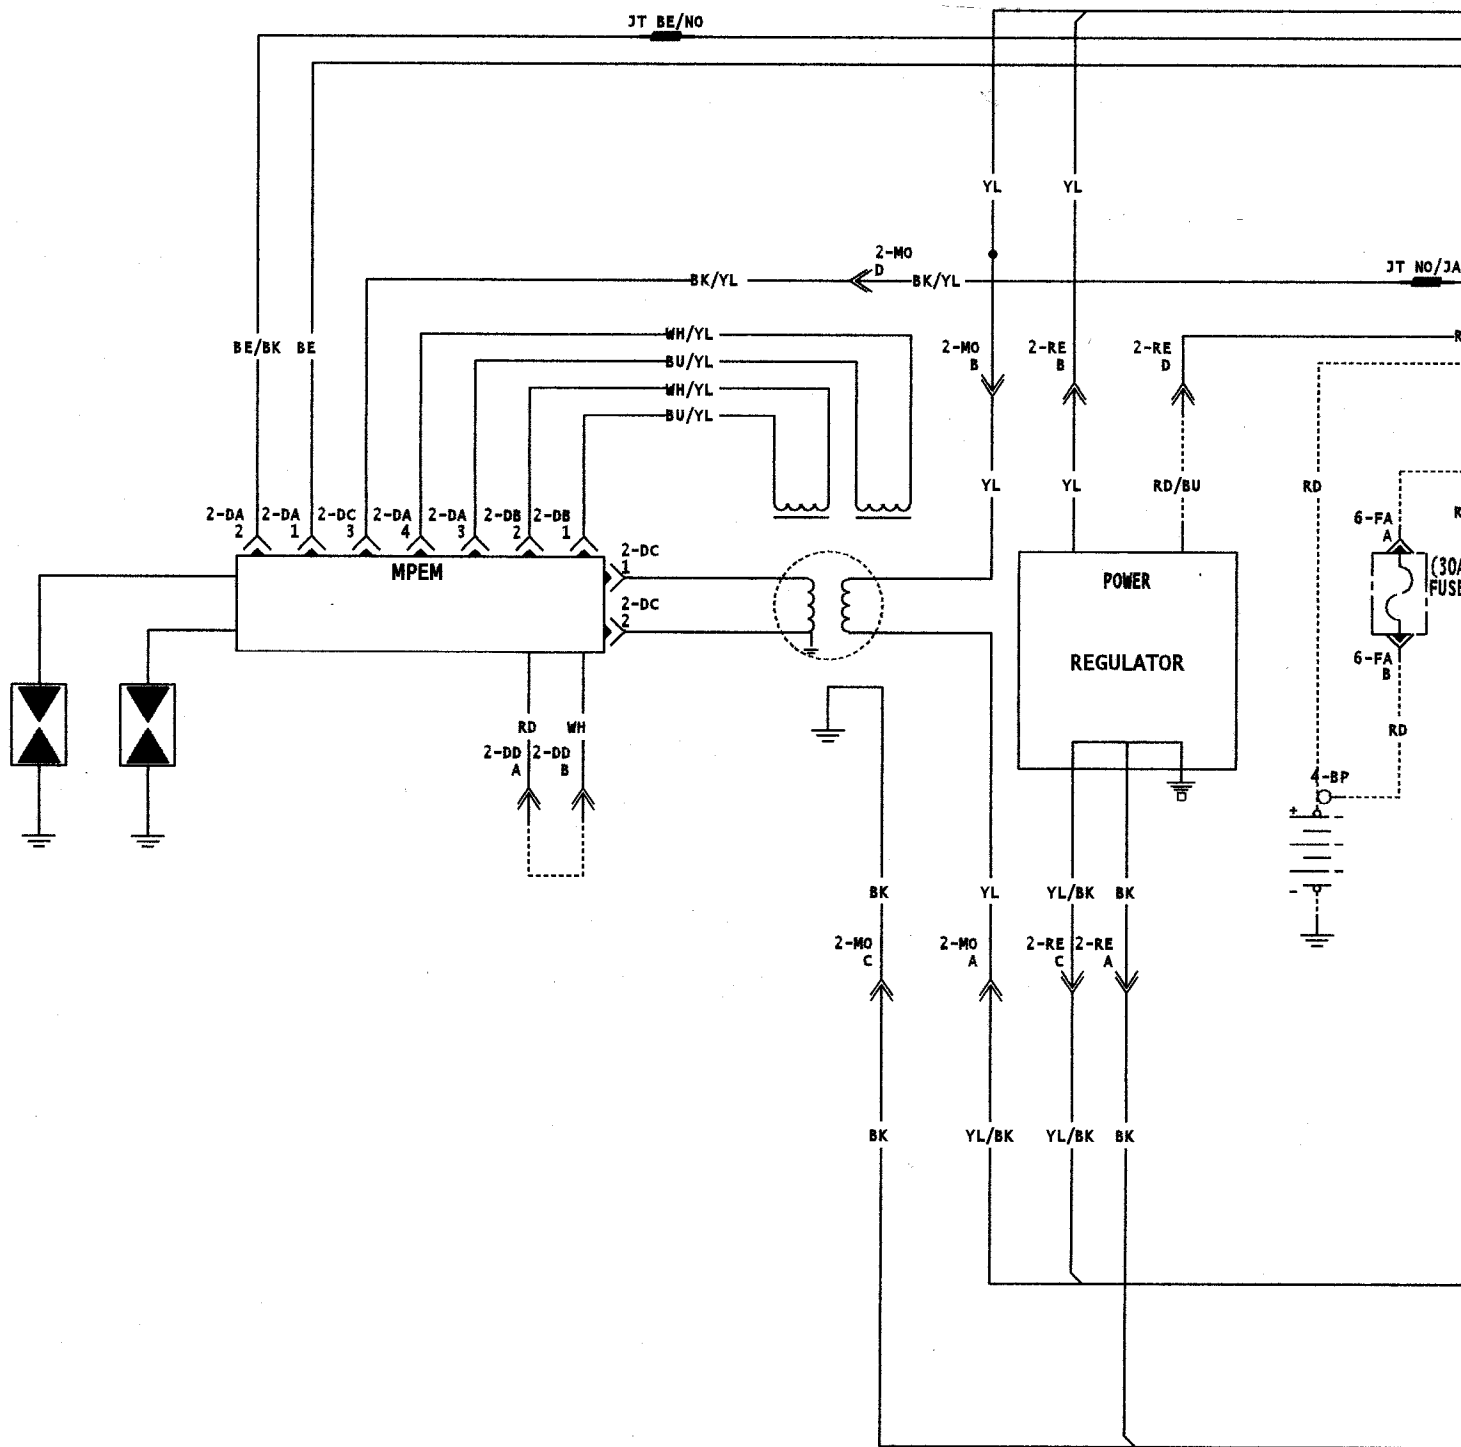 JT BE/NO
YL YL
2-MO
D
JT NO/JA
BK/YL BK/YL
WH/YL
BE/BK BE
2-MO
B
2-RE
B
2-RE
D
BU/YL
WH/YL
BU/YL
YL YL RD/BU RD
2-DA
2
2-DA
1
2-DC
3
2-DA
4
2-DA
3
2-DB
2
2-DB
1
6-FA
A
2-DC
1
MPEM
POWER
REGULATOR
(30A
FUSE
2-DC
2
6-FA
B
RD WH
RD
2-DD
A
2-DD
B
4-BP
+ -
-
-
-
BK YL YL/BK BK
2-MO
C
2-MO
A
2-RE
C
2-RE
A
BK YL/BK YL/BK BK